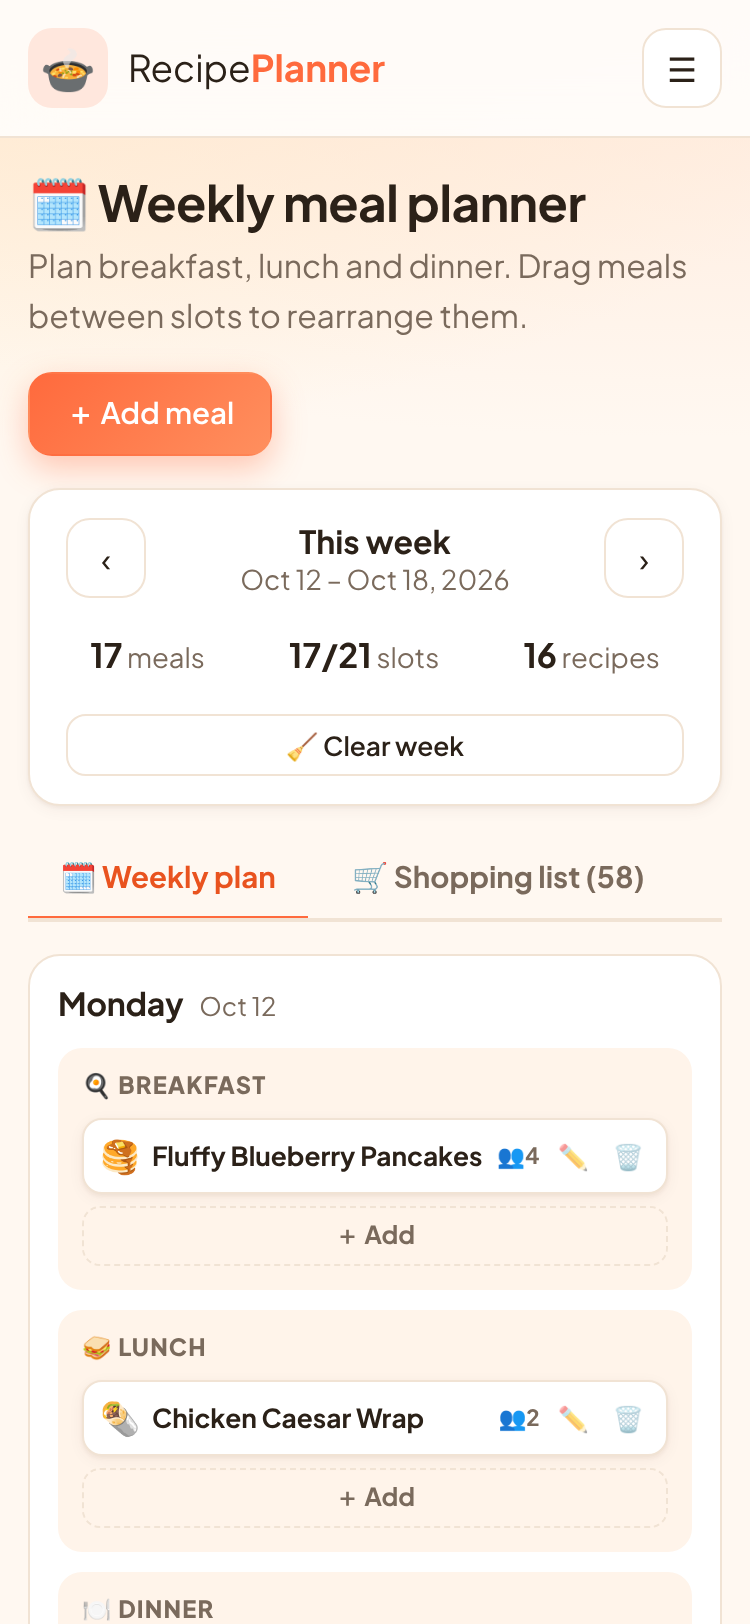 RecipePlanner
☰
🗓️ Weekly meal planner
Plan breakfast, lunch and dinner. Drag meals
between slots to rearrange them.
+ Add meal
‹ This week ›
Oct 12 – Oct 18, 2026
17 meals 17/21 slots 16 recipes
🧹 Clear week
🗓️ Weekly plan 🛒 Shopping list (58)
Monday Oct 12
🍳 BREAKFAST
🥞 Fluffy Blueberry Pancakes 👥4 ✏️ 🗑️
+ Add
🥪 LUNCH
🌯 Chicken Caesar Wrap 👥2 ✏️ 🗑️
+ Add
🍽️ DINNER